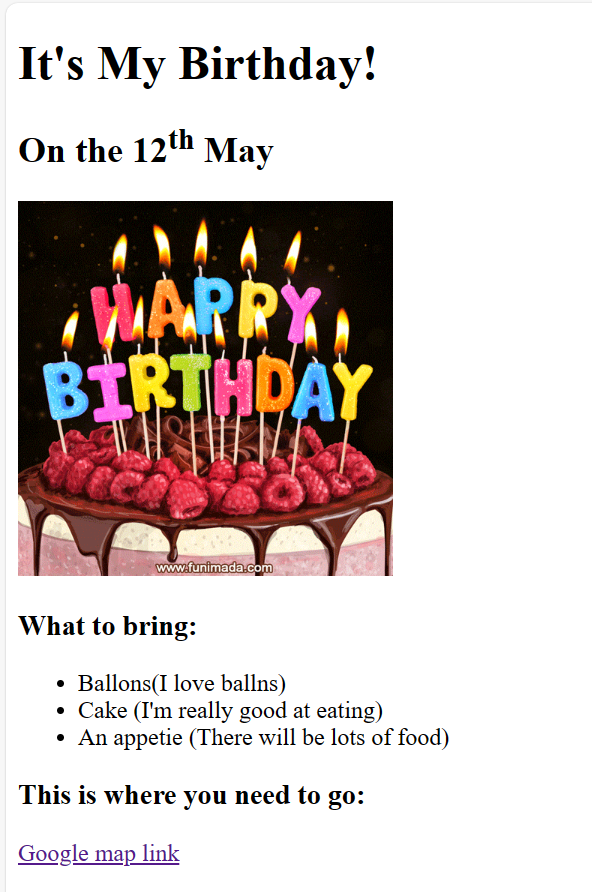 It's My Birthday!
On the 12th May
HAPPY
BIRTHDAY
www.funimada.com
What to bring:
• Ballons(I love ballns)
• Cake (I'm really good at eating)
• An appetie (There will be lots of food)
This is where you need to go:
Google map link